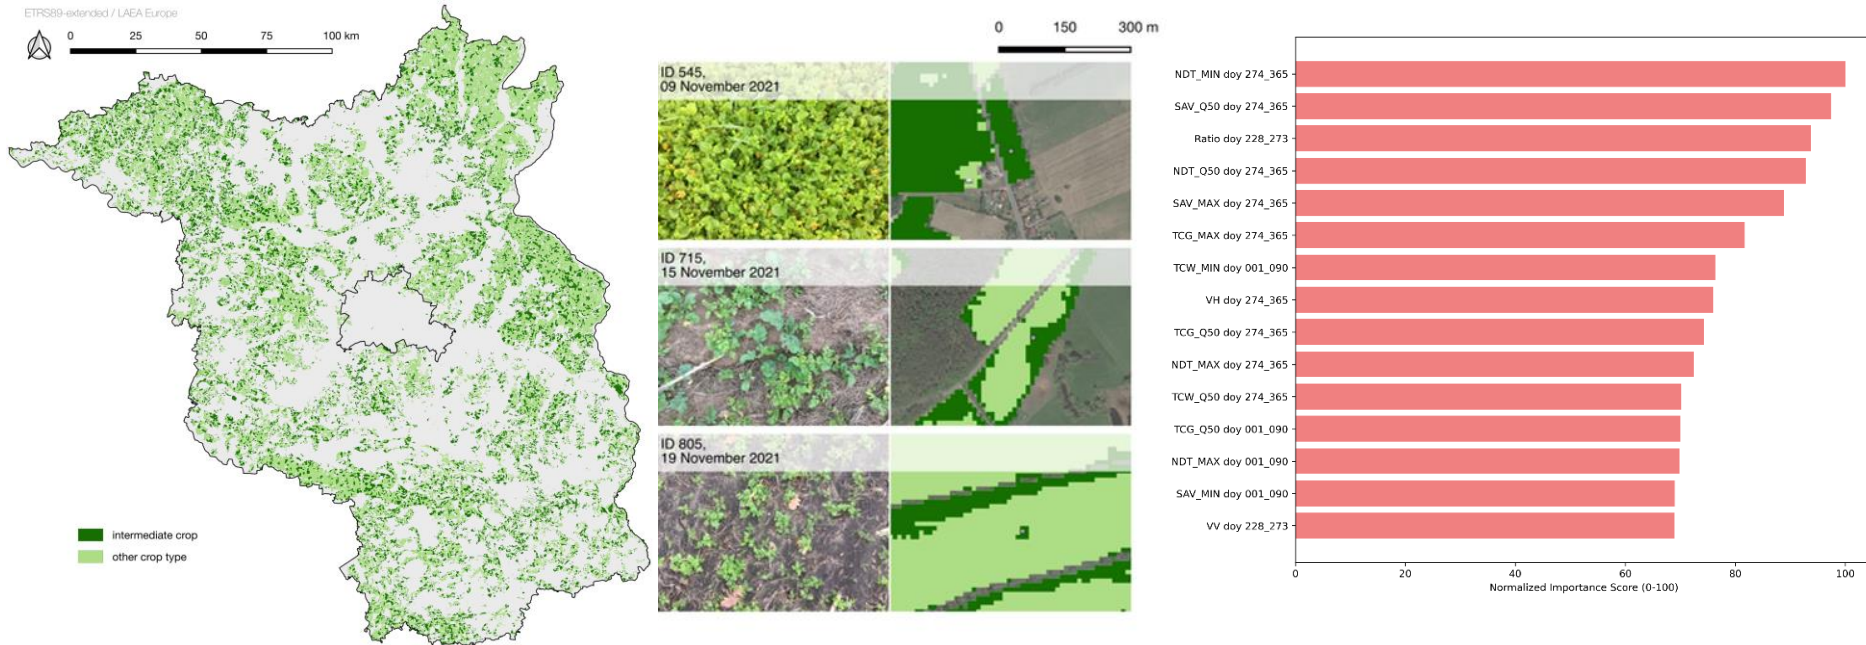 ETRS89-extended / LAEA Europe
0 25 50 75 100 km
intermediate crop
other crop type
0 150 300 m
ID 545,
09 November 2021
ID 715,
15 November 2021
ID 805,
19 November 2021
NDT_MIN doy 274_365
SAV_Q50 doy 274_365
Ratio doy 228_273
NDT_Q50 doy 274_365
SAV_MAX doy 274_365
TCG_MAX doy 274_365
TCW_MIN doy 001_090
VH doy 274_365
TCG_Q50 doy 274_365
NDT_MAX doy 274_365
TCW_Q50 doy 274_365
TCG_Q50 doy 001_090
NDT_MAX doy 001_090
SAV_MIN doy 001_090
VV doy 228_273
0 20 40 60 80 100
Normalized Importance Score (0-100)